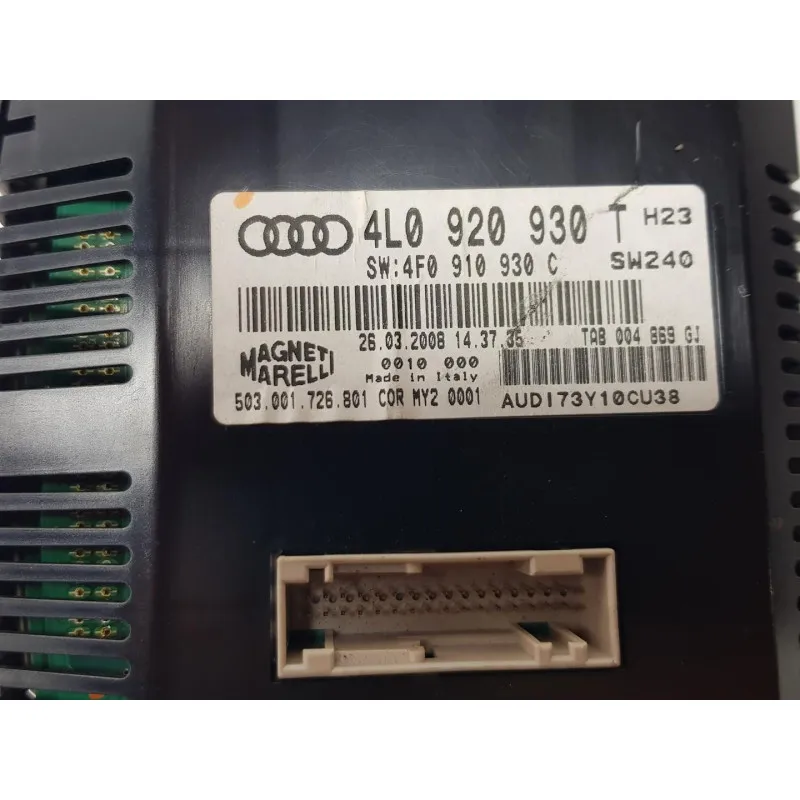 4L0 920 930 T H23
SW:4F0 910 930 C SW240
26.03.2008 14.37.35 TAB 004 869 GJ
MAGNETI
MARELLI
0010 000
Made in Italy
503.001.726.801 COR MY2 0001 AUDI73Y10CU38